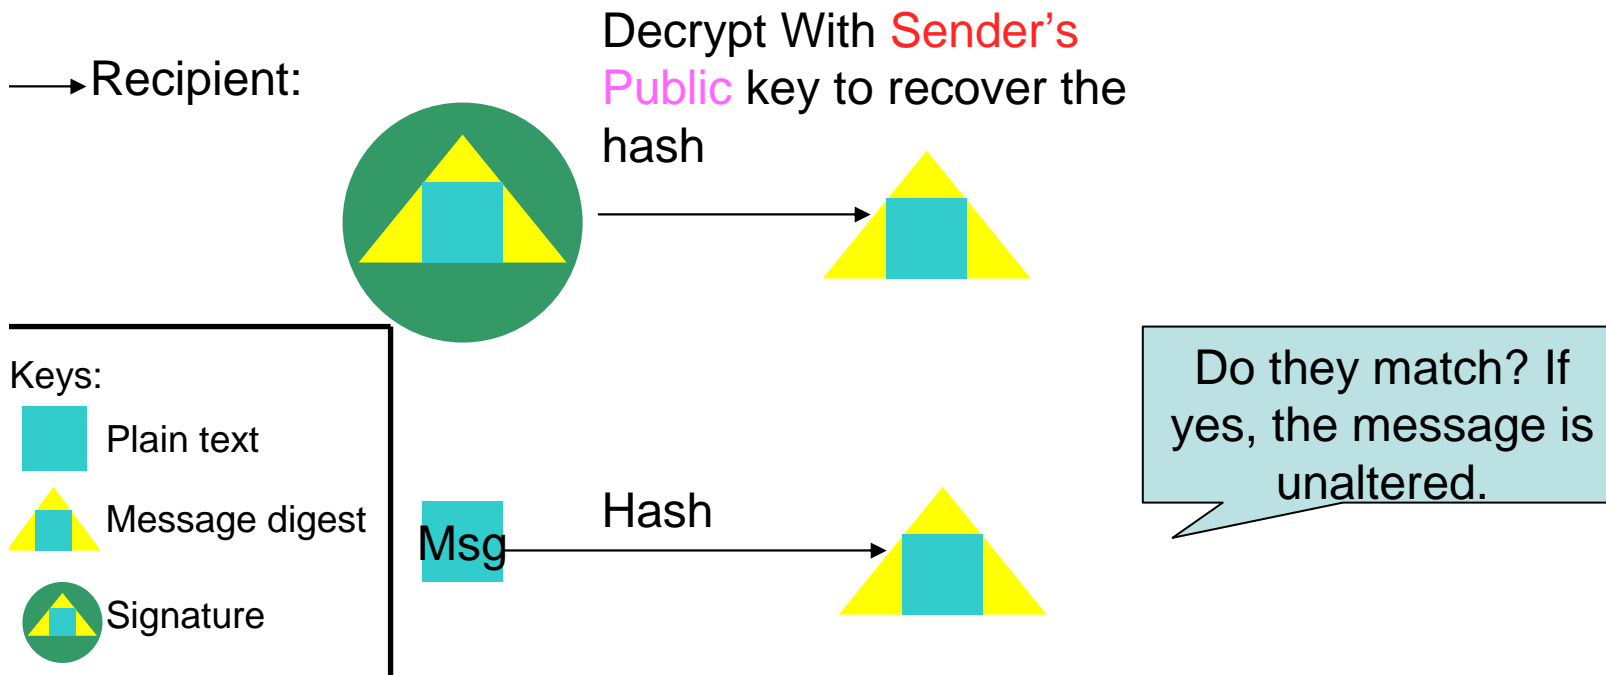 Recipient:
Decrypt With Sender’s
Public key to recover the
hash
Keys:
Plain text
Message digest
Signature
Msg
Hash
Do they match? If
yes, the message is
unaltered.